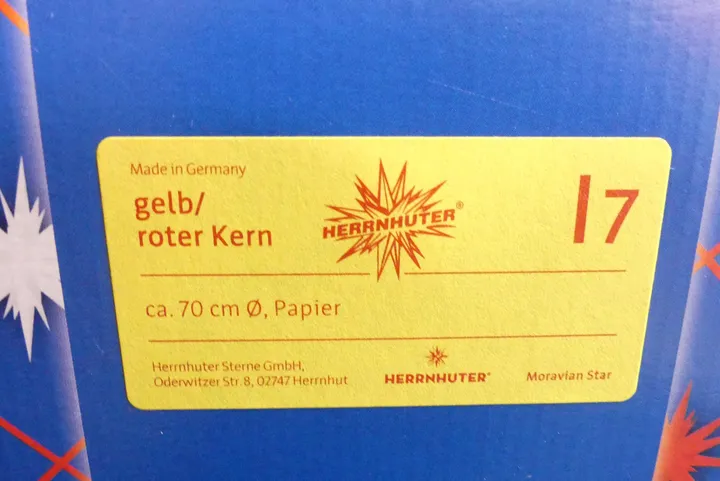 Made in Germany
gelb/
roter Kern
HERRNHUTER®
I7
ca. 70 cm Ø, Papier
Herrnhuter Sterne GmbH,
Oderwitzer Str. 8, 02747 Herrnhut
HERRNHUTER®
Moravian Star